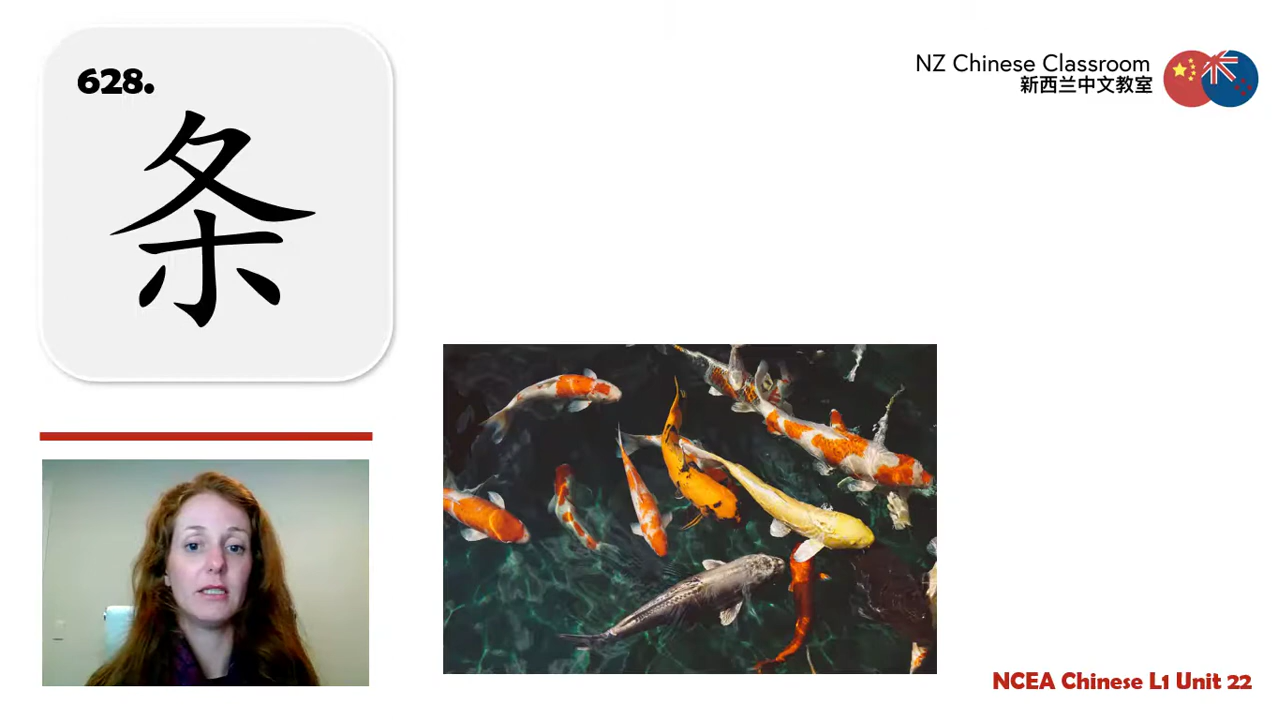 628.
条
NZ Chinese Classroom
新西兰中文教室
NCEA Chinese L1 Unit 22